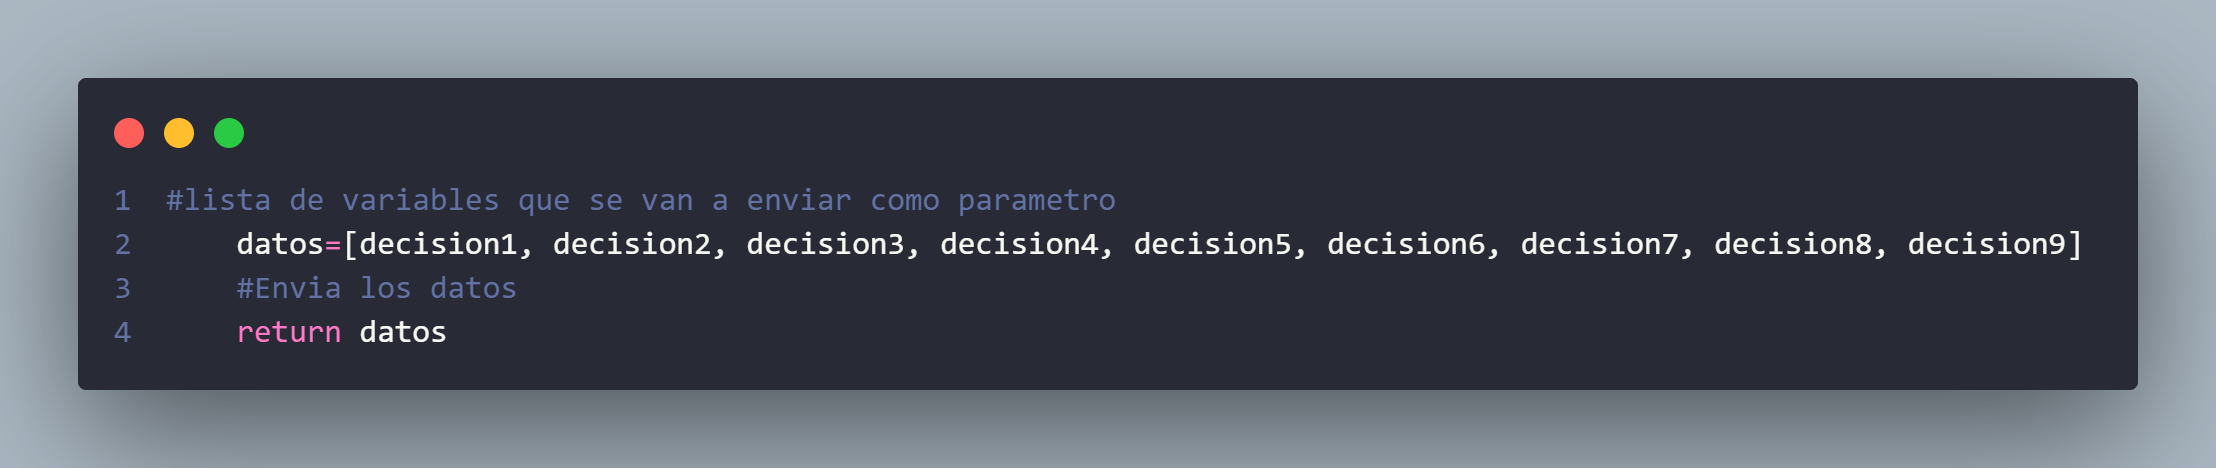 1 #lista de variables que se van a enviar como parametro
2 datos=[decision1, decision2, decision3, decision4, decision5, decision6, decision7, decision8, decision9]
3 #Envia los datos
4 return datos